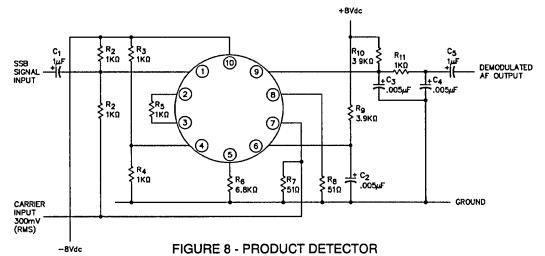 +8Vdc
C1
1µF
SSB
SIGNAL
INPUT
R2
1KΩ
R3
1KΩ
R10
3.9KΩ
R11
1KΩ
C5
1µF
DEMODULATED
AF OUTPUT
C3
.005µF
C4
.005µF
10
1
9
2
8
3
7
4
6
5
R5
1KΩ
R2
1KΩ
R9
3.9KΩ
R4
1KΩ
R6
6.8KΩ
R7
51Ω
R8
51Ω
C2
.005µF
CARRIER
INPUT
300mV
(RMS)
GROUND
-8Vdc
FIGURE 8 - PRODUCT DETECTOR